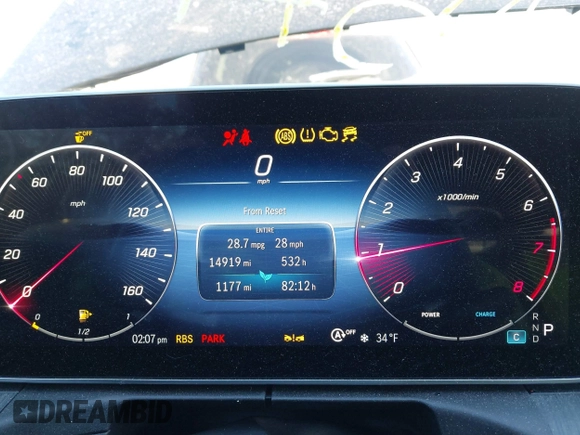 OFF
ABS
0
mph
From Reset
ENTIRE
28.7 mpg 28 mph
14919 mi 532 h
1177 mi 82:12 h
0 20 40 60 80 100 120 140 160
mph
0 1/2 1
0 1 2 3 4 5 6 7 8
x1000/min
POWER CHARGE
02:07 pm RBS PARK
A OFF
34°F
C
R
N
D
P
DREAMBID